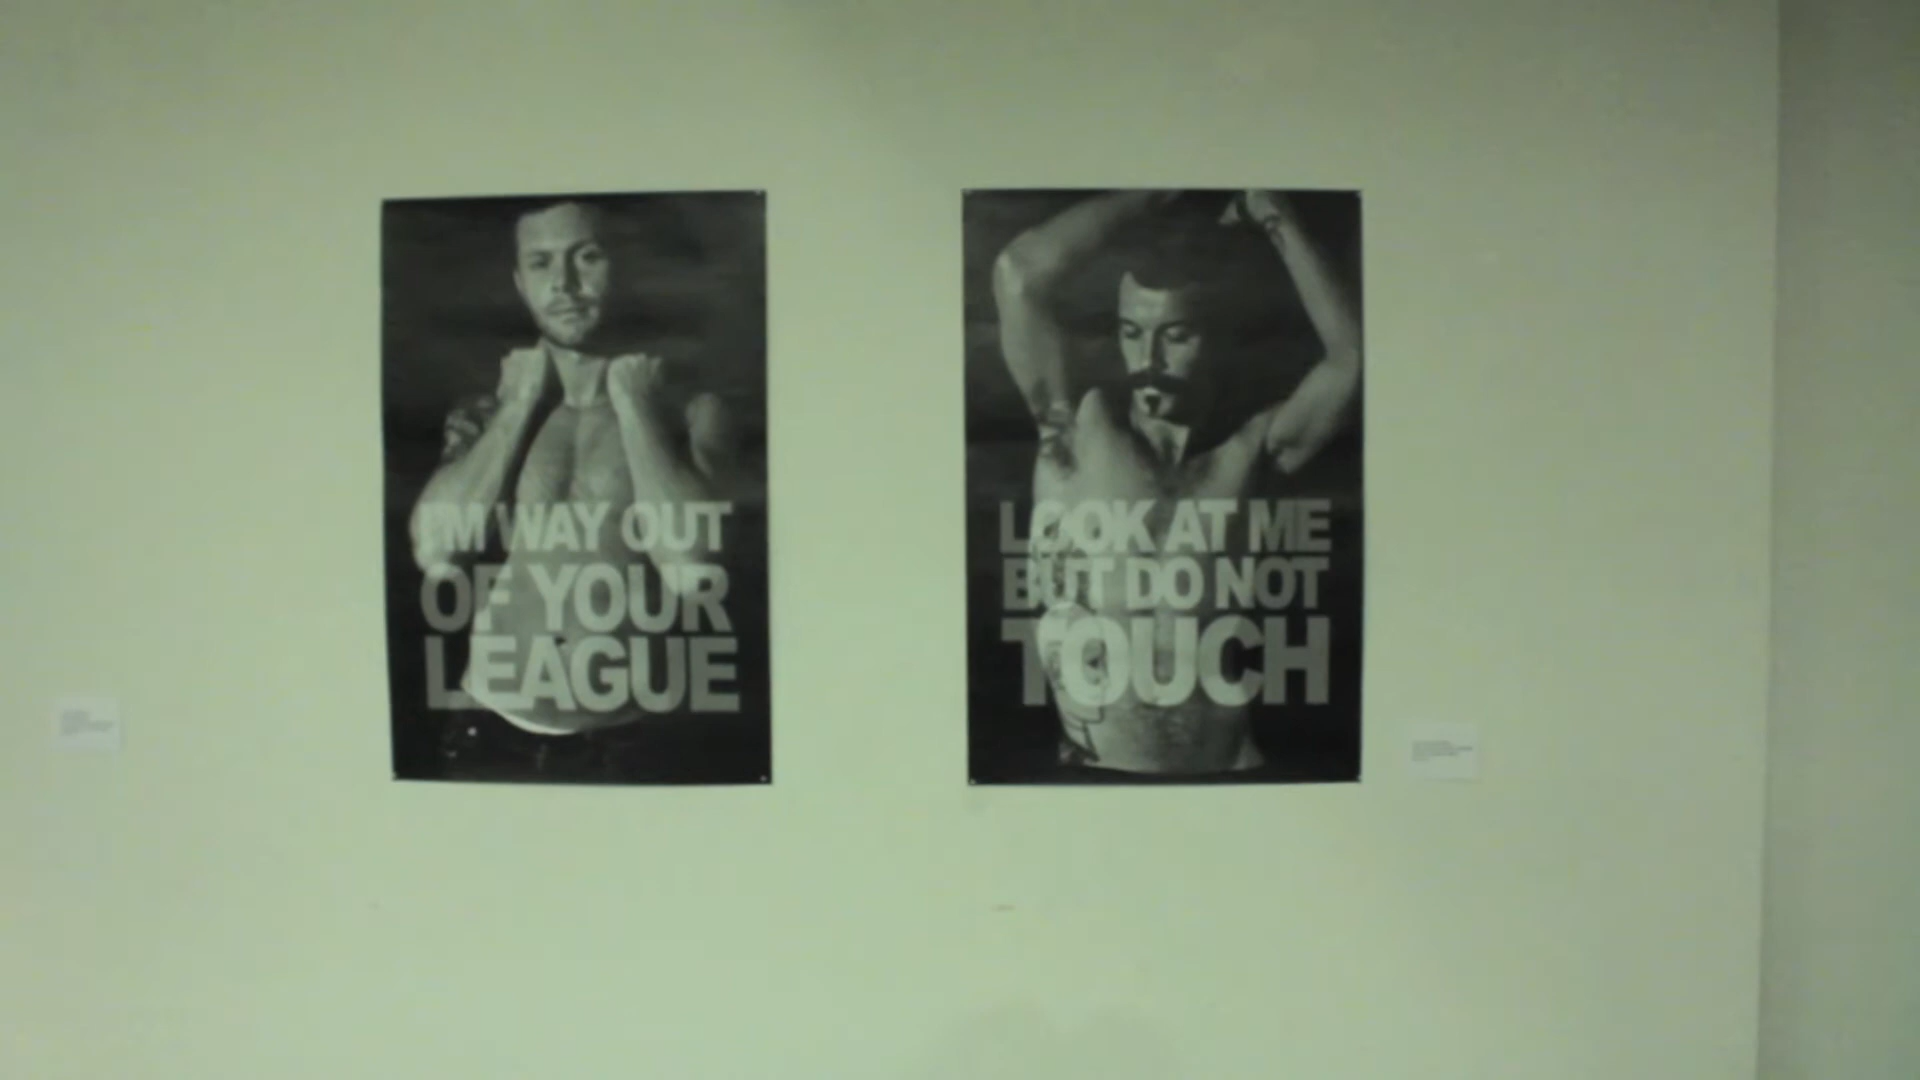 I'M WAY OUT
OF YOUR
LEAGUE
LOOK AT ME
BUT DO NOT
TOUCH